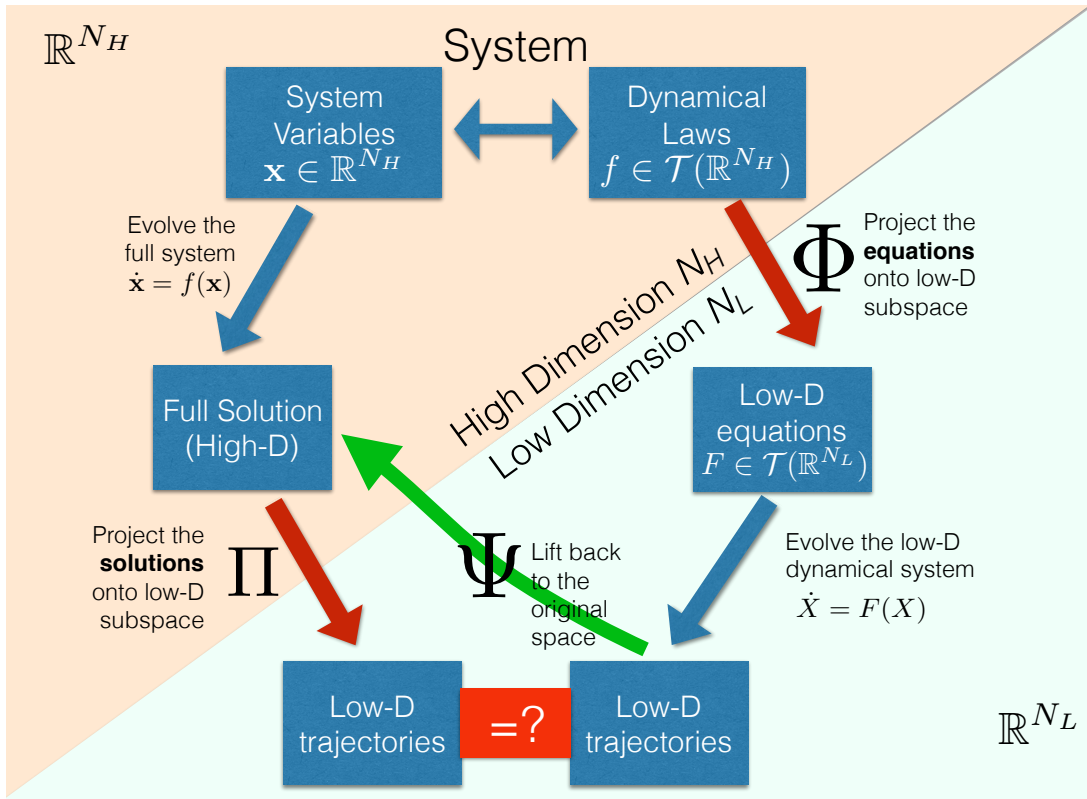 ℝ^{N_H}
System
System
Variables
𝐱 ∈ ℝ^{N_H}
Dynamical
Laws
f ∈ 𝒯(ℝ^{N_H})
Evolve the
full system
ẋ = f(𝐱)
Φ
Project the
equations
onto low-D
subspace
High Dimension N_H
Low Dimension N_L
Full Solution
(High-D)
Low-D
equations
F ∈ 𝒯(ℝ^{N_L})
Project the
solutions
onto low-D
subspace
Π
Ψ
Lift back
to the
original
space
Evolve the low-D
dynamical system
Ẋ = F(X)
Low-D
trajectories
=?
Low-D
trajectories
ℝ^{N_L}